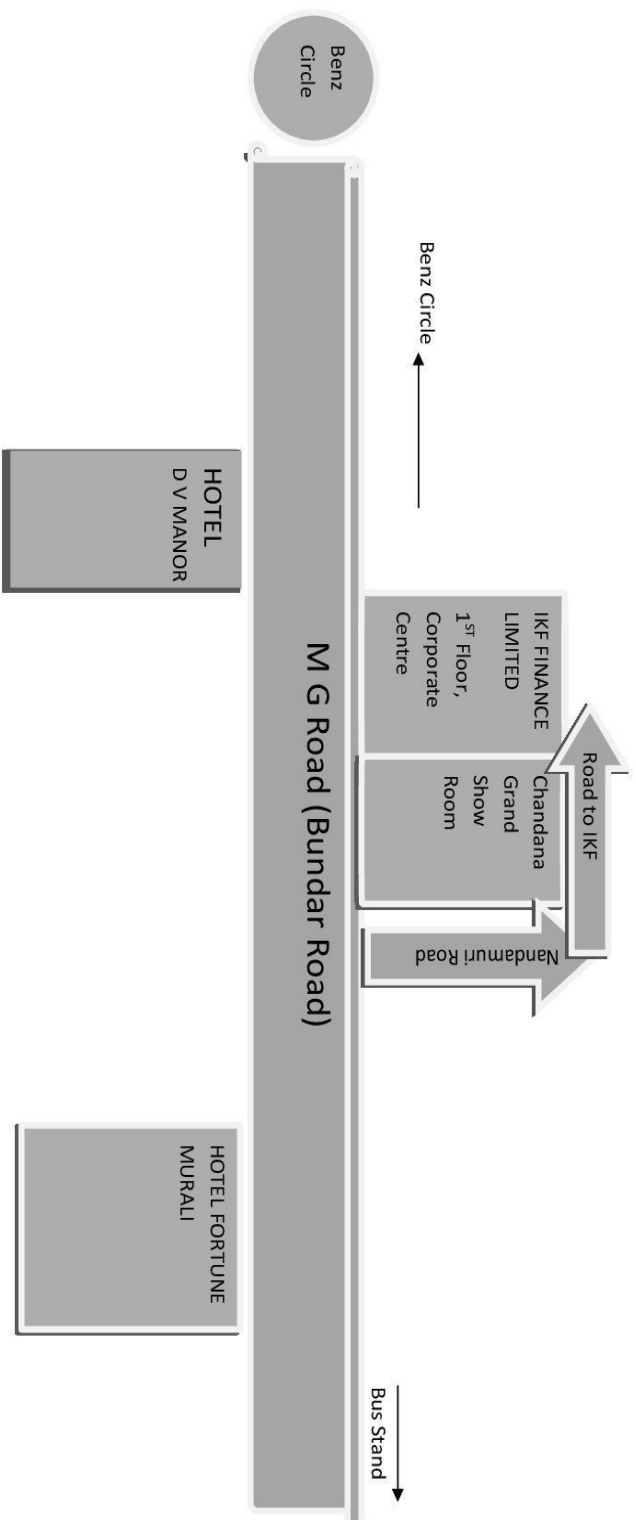 Benz
Circle
Benz Circle
IKF FINANCE
LIMITED
1ST Floor,
Corporate
Centre
Road to IKF
Chandana
Grand
Show
Room
Nandamuri Road
Bus Stand
M G Road (Bundar Road)
HOTEL
D V MANOR
HOTEL FORTUNE
MURALI